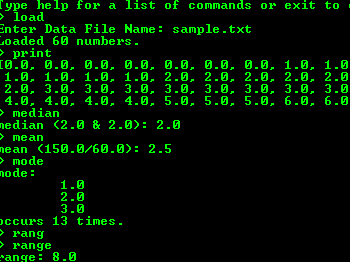 Type help for a list of commands or exit to
> load
Enter Data File Name: sample.txt
Loaded 60 numbers.
> print
[0.0, 0.0, 0.0, 0.0, 0.0, 0.0, 0.0, 1.0, 1.0
1.0, 1.0, 1.0, 1.0, 2.0, 2.0, 2.0, 2.0, 2.0
2.0, 3.0, 3.0, 3.0, 3.0, 3.0, 3.0, 3.0, 3.0
4.0, 4.0, 4.0, 4.0, 5.0, 5.0, 5.0, 6.0, 6.0
> median
median (2.0 & 2.0): 2.0
> mean
mean (150.0/60.0): 2.5
> mode
mode:
1.0
2.0
3.0
occurs 13 times.
> rang
> range
range: 8.0